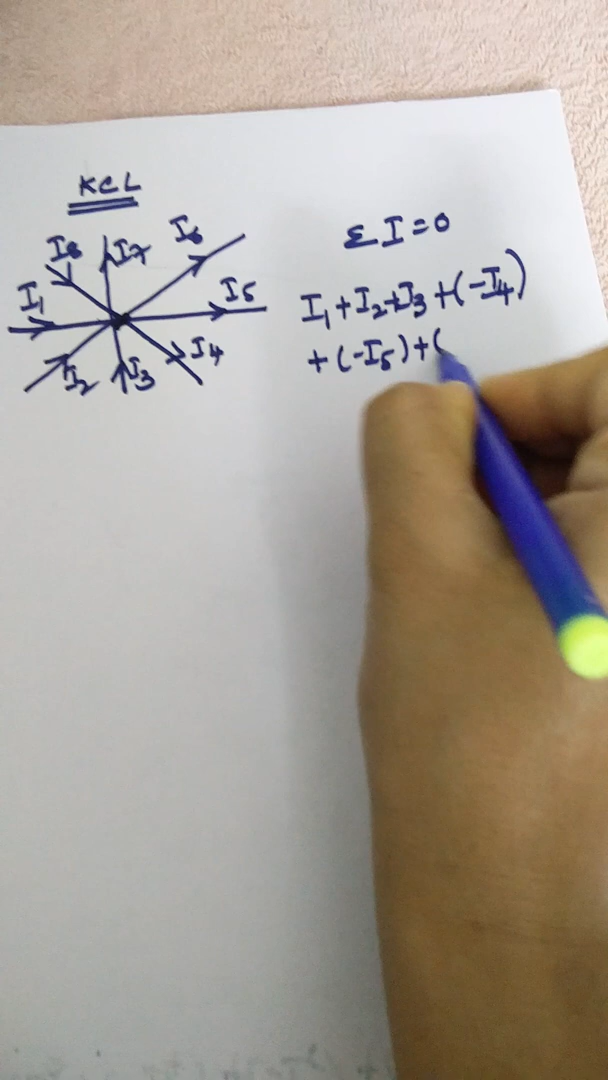 KCL
ΣI=0
I8
I7
I6
I1
I5
I1+I2+I3+(-I4)
+(-I5)+(
I2
I3
I4